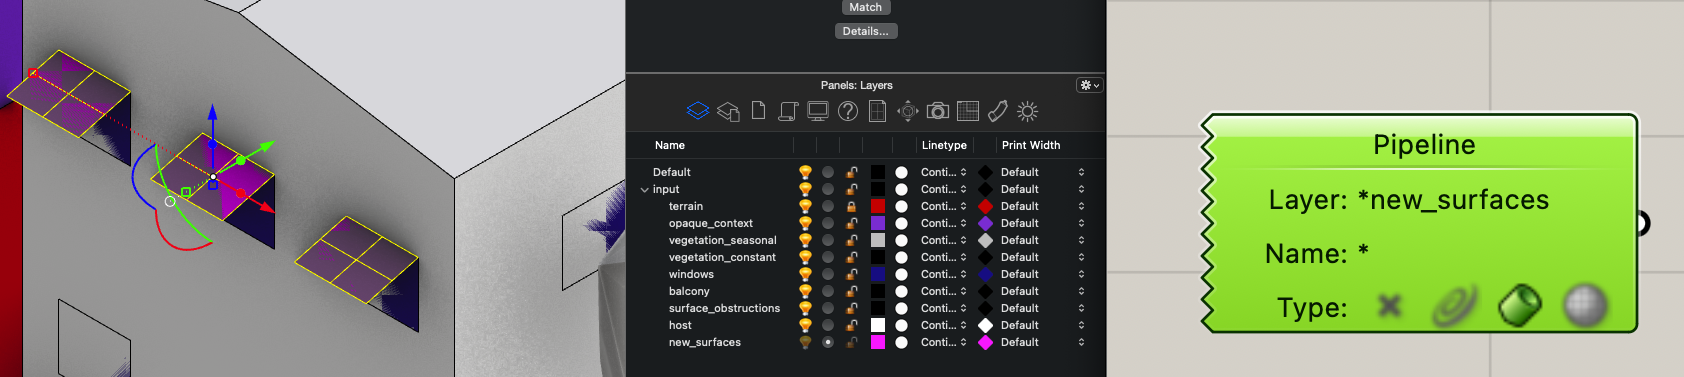 Match
Details...
Panels: Layers
Name Linetype Print Width
Default Conti... Default
input Conti... Default
terrain Conti... Default
opaque_context Conti... Default
vegetation_seasonal Conti... Default
vegetation_constant Conti... Default
windows Conti... Default
balcony Conti... Default
surface_obstructions Conti... Default
host Conti... Default
new_surfaces Conti... Default
Pipeline
Layer: *new_surfaces
Name: *
Type: